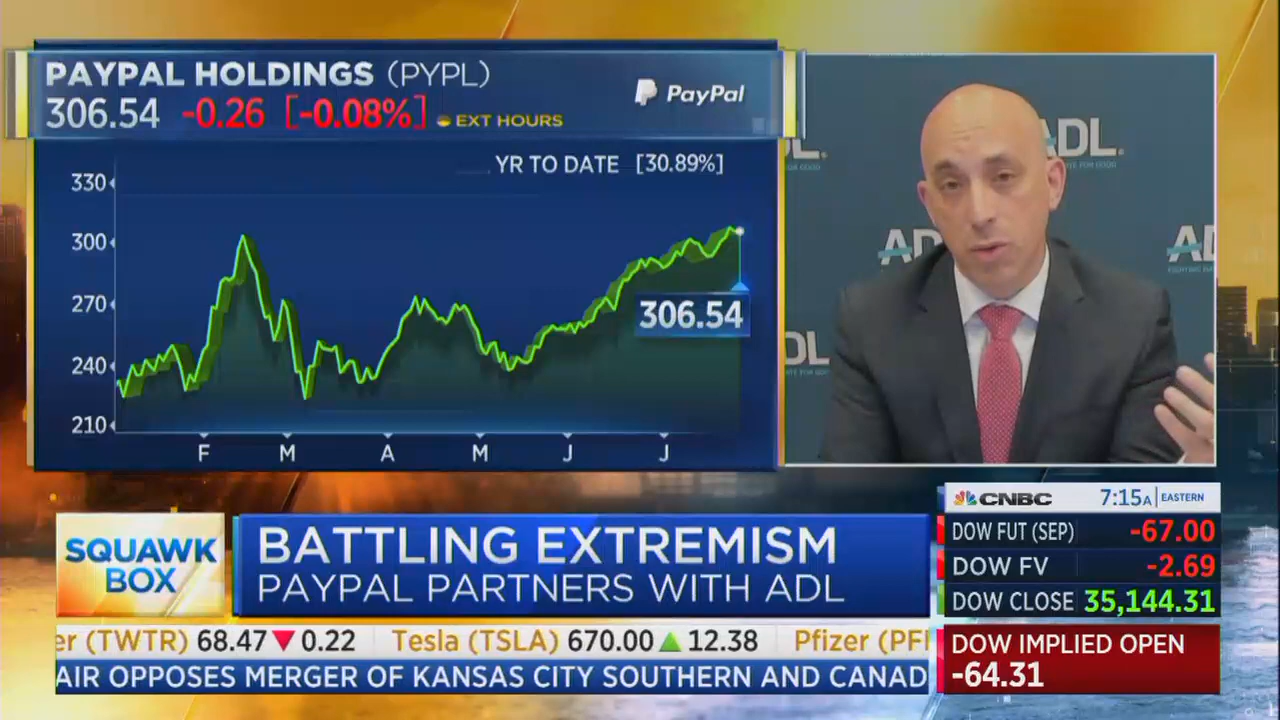 PAYPAL HOLDINGS (PYPL)
306.54 -0.26 [-0.08%] EXT HOURS
PayPal
YR TO DATE [30.89%]
330
300
270
240
210
306.54
F M A M J J
ADL
ADL
SQUAWK BOX
BATTLING EXTREMISM
PAYPAL PARTNERS WITH ADL
CNBC 7:15A EASTERN
DOW FUT (SEP) -67.00
DOW FV -2.69
DOW CLOSE 35,144.31
DOW IMPLIED OPEN
-64.31
er (TWTR) 68.47 ▼ 0.22 Tesla (TSLA) 670.00 ▲ 12.38 Pfizer (PF
AIR OPPOSES MERGER OF KANSAS CITY SOUTHERN AND CANAD